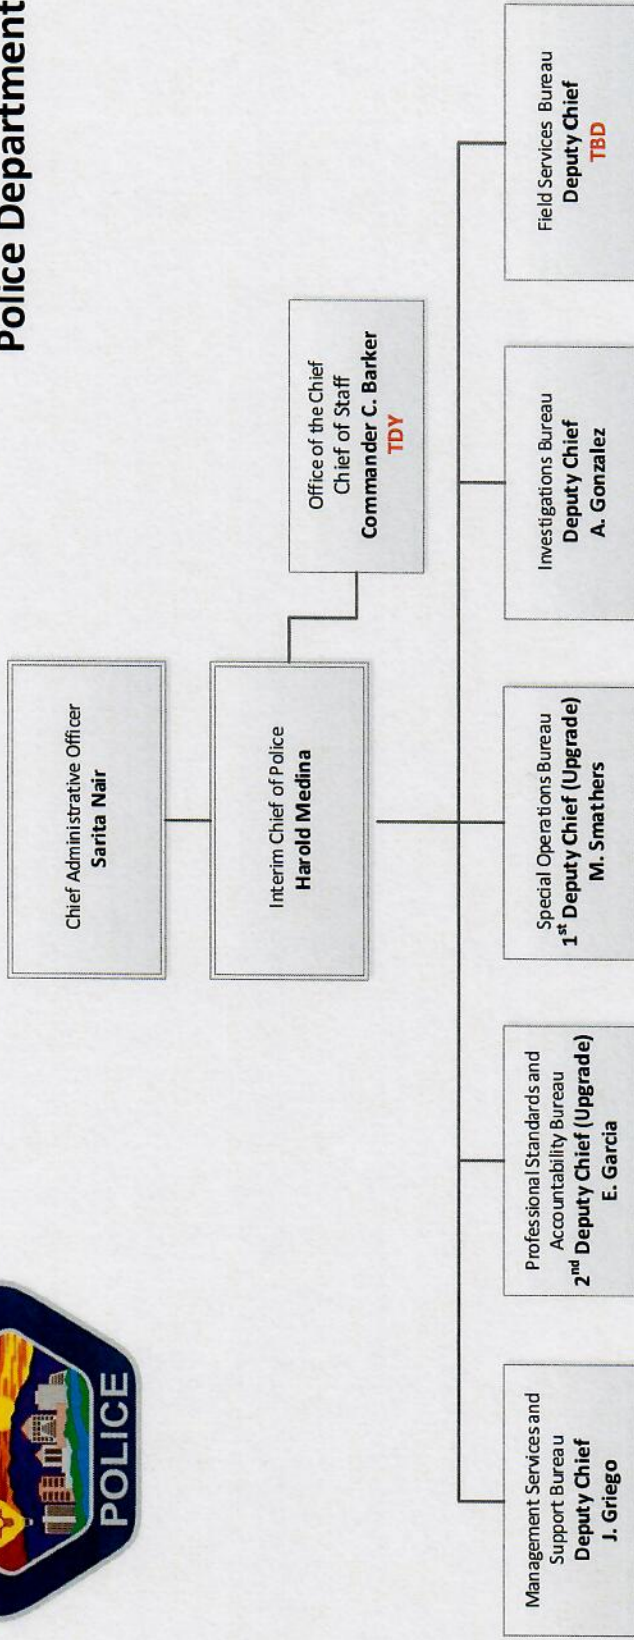 Police Department
POLICE
Chief Administrative Officer
Sarita Nair
Interim Chief of Police
Harold Medina
Office of the Chief
Chief of Staff
Commander C. Barker
TDY
Management Services and
Support Bureau
Deputy Chief
J. Griego
Professional Standards and
Accountability Bureau
2nd Deputy Chief (Upgrade)
E. Garcia
Special Operations Bureau
1st Deputy Chief (Upgrade)
M. Smathers
Investigations Bureau
Deputy Chief
A. Gonzalez
Field Services Bureau
Deputy Chief
TBD